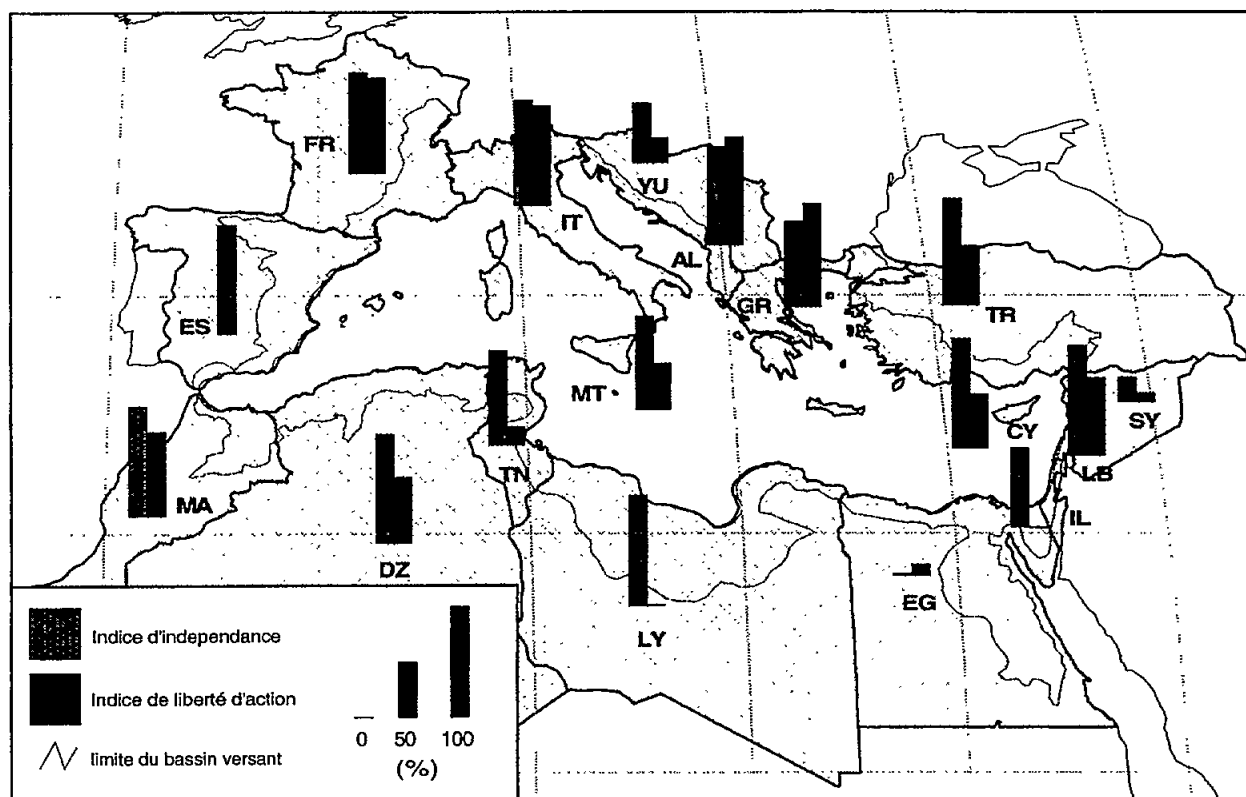 FR
YU
IT
AL
ES
GR
TR
MT
CY
SY
TN
LB
MA
IL
DZ
EG
LY
Indice d'independance
Indice de liberté d'action
limite du bassin versant
0 50 100
(%)